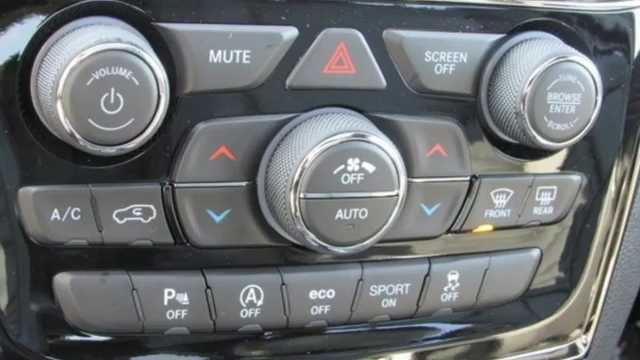 VOLUME
MUTE
SCREEN
OFF
TUNE
BROWSE
ENTER
SCROLL
OFF
AUTO
A/C
FRONT
REAR
P
OFF
A
OFF
eco
OFF
SPORT
ON
OFF